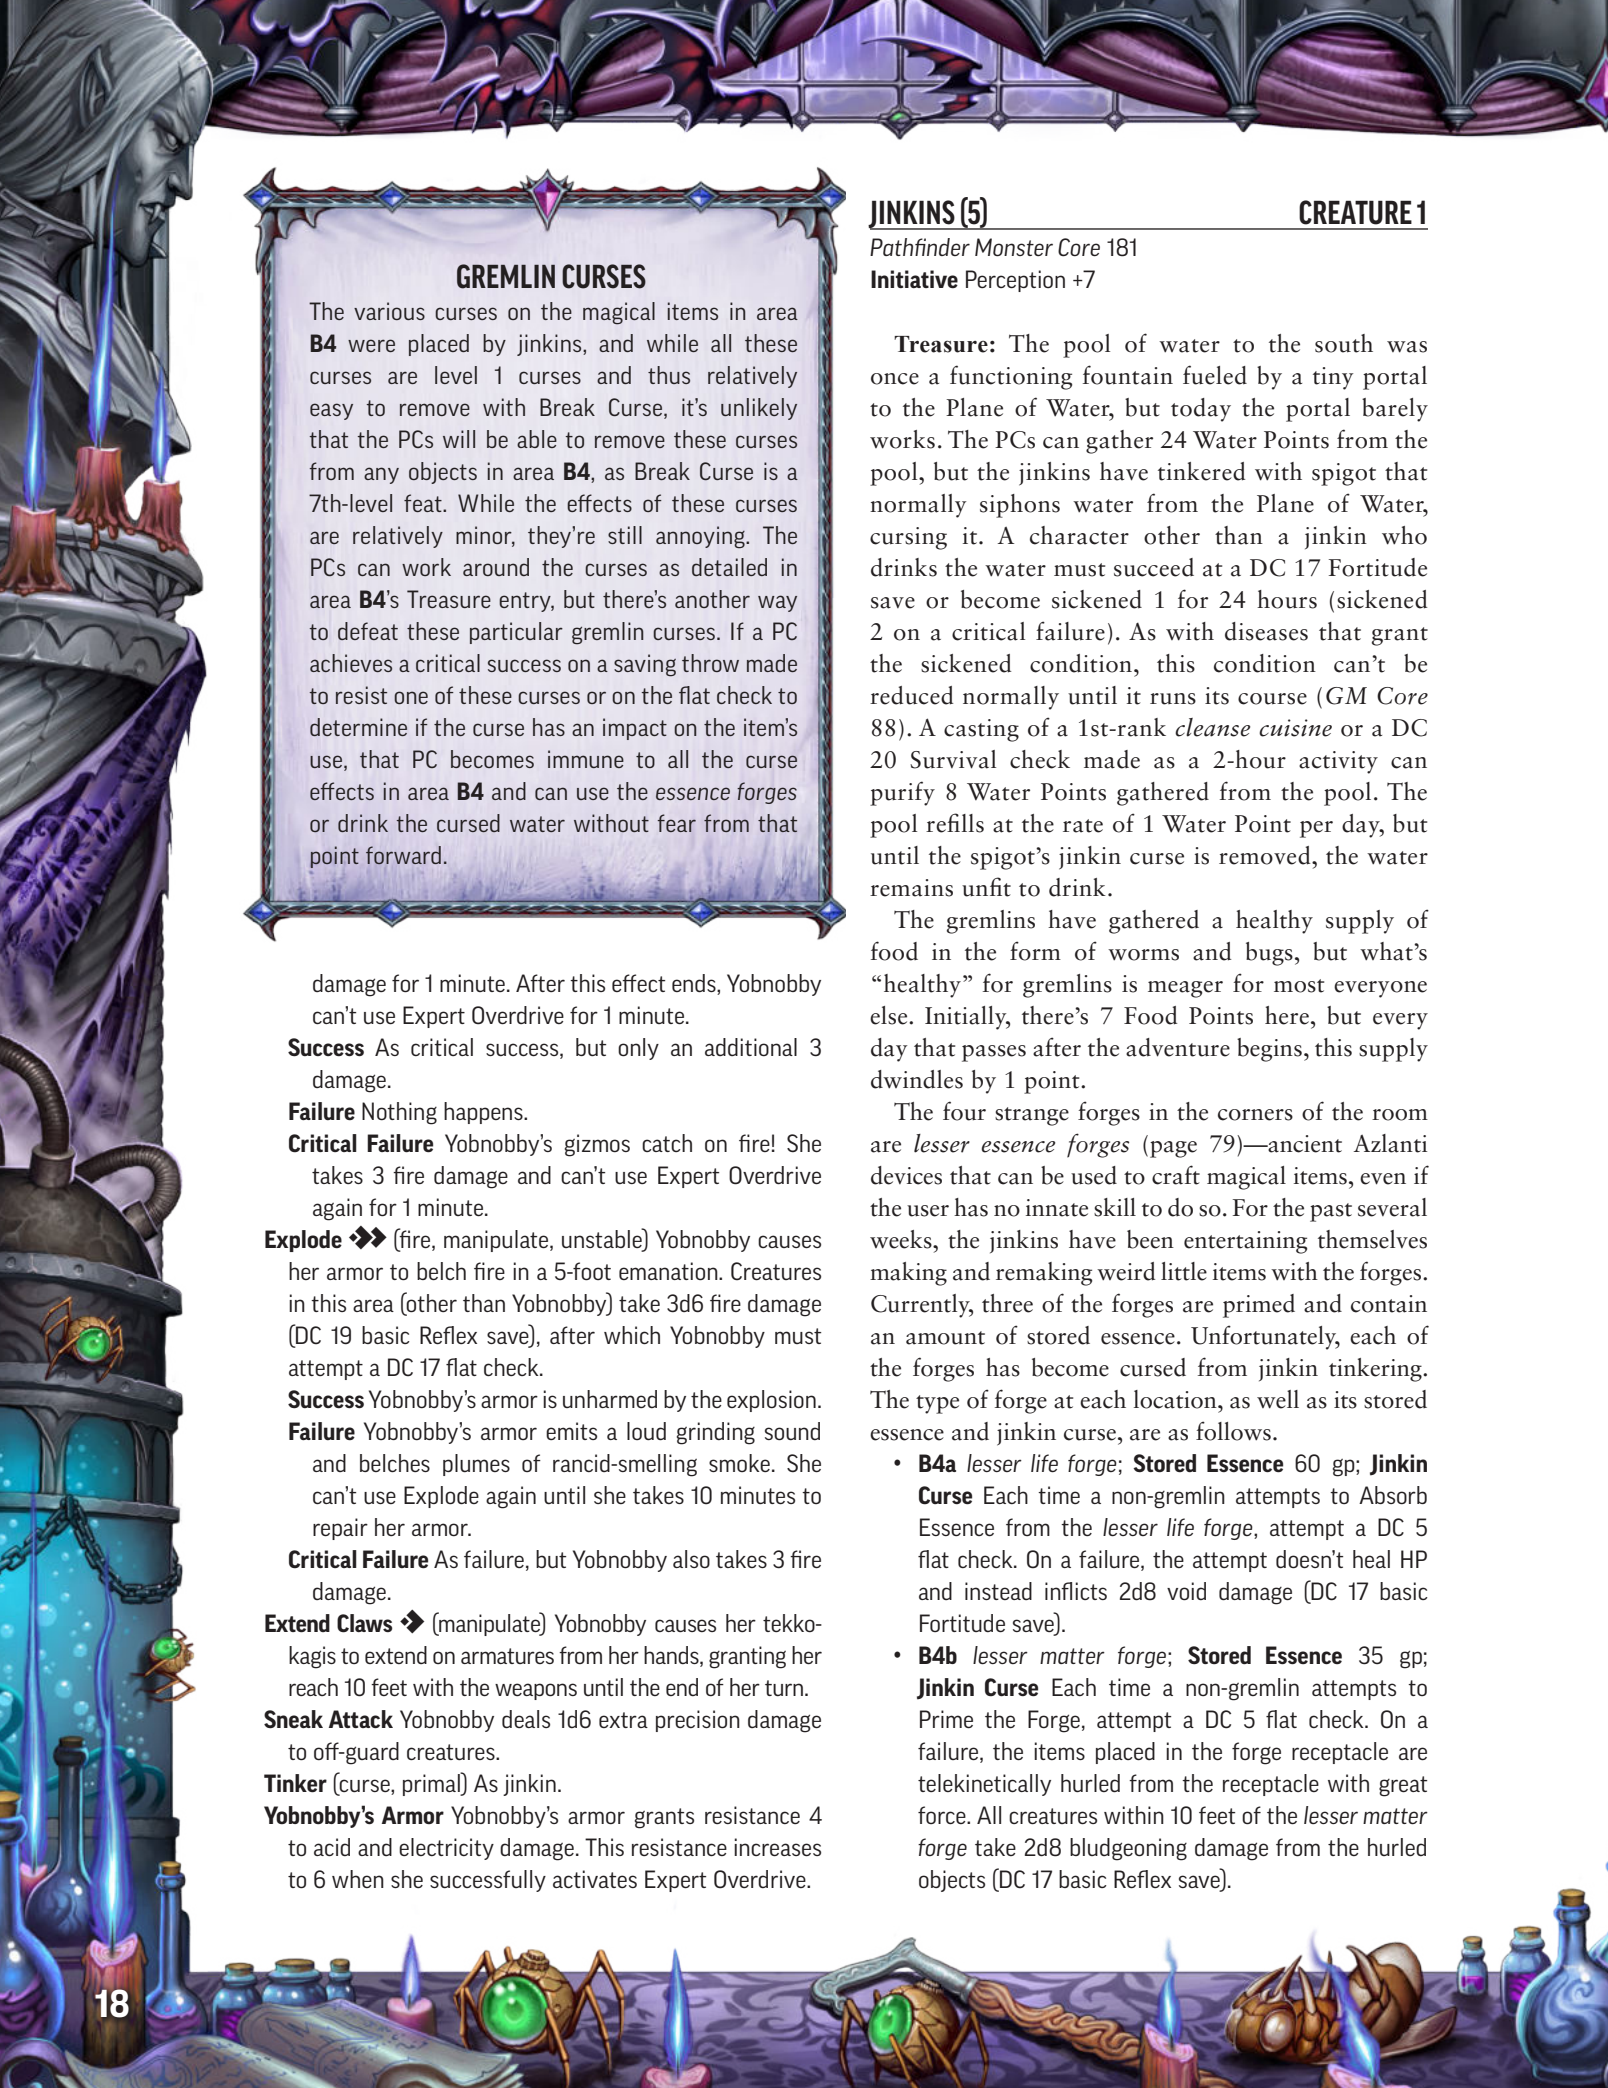 GREMLIN CURSES
The various curses on the magical items in area
B4 were placed by jinkins, and while all these
curses are level 1 curses and thus relatively
easy to remove with Break Curse, it's unlikely
that the PCs will be able to remove these curses
from any objects in area B4, as Break Curse is a
7th-level feat. While the effects of these curses
are relatively minor, they're still annoying. The
PCs can work around the curses as detailed in
area B4's Treasure entry, but there's another way
to defeat these particular gremlin curses. If a PC
achieves a critical success on a saving throw made
to resist one of these curses or on the flat check to
determine if the curse has an impact on the item's
use, that PC becomes immune to all the curse
effects in area B4 and can use the essence forges
or drink the cursed water without fear from that
point forward.
damage for 1 minute. After this effect ends, Yobnobby
can't use Expert Overdrive for 1 minute.
Success As critical success, but only an additional 3
damage.
Failure Nothing happens.
Critical Failure Yobnobby's gizmos catch on fire! She
takes 3 fire damage and can't use Expert Overdrive
again for 1 minute.
Explode (fire, manipulate, unstable) Yobnobby causes
her armor to belch fire in a 5-foot emanation. Creatures
in this area (other than Yobnobby) take 3d6 fire damage
(DC 19 basic Reflex save), after which Yobnobby must
attempt a DC 17 flat check.
Success Yobnobby's armor is unharmed by the explosion.
Failure Yobnobby's armor emits a loud grinding sound
and belches plumes of rancid-smelling smoke. She
can't use Explode again until she takes 10 minutes to
repair her armor.
Critical Failure As failure, but Yobnobby also takes 3 fire
damage.
Extend Claws (manipulate) Yobnobby causes her tekko-
kagis to extend on armatures from her hands, granting her
reach 10 feet with the weapons until the end of her turn.
Sneak Attack Yobnobby deals 1d6 extra precision damage
to off-guard creatures.
Tinker (curse, primal) As jinkin.
Yobnobby's Armor Yobnobby's armor grants resistance 4
to acid and electricity damage. This resistance increases
to 6 when she successfully activates Expert Overdrive.
JINKINS (5) CREATURE 1
Pathfinder Monster Core 181
Initiative Perception +7
Treasure: The pool of water to the south was
once a functioning fountain fueled by a tiny portal
to the Plane of Water, but today the portal barely
works. The PCs can gather 24 Water Points from the
pool, but the jinkins have tinkered with spigot that
normally siphons water from the Plane of Water,
cursing it. A character other than a jinkin who
drinks the water must succeed at a DC 17 Fortitude
save or become sickened 1 for 24 hours (sickened
2 on a critical failure). As with diseases that grant
the sickened condition, this condition can't be
reduced normally until it runs its course (GM Core
88). A casting of a 1st-rank cleanse cuisine or a DC
20 Survival check made as a 2-hour activity can
purify 8 Water Points gathered from the pool. The
pool refills at the rate of 1 Water Point per day, but
until the spigot's jinkin curse is removed, the water
remains unfit to drink.
The gremlins have gathered a healthy supply of
food in the form of worms and bugs, but what's
“healthy” for gremlins is meager for most everyone
else. Initially, there's 7 Food Points here, but every
day that passes after the adventure begins, this supply
dwindles by 1 point.
The four strange forges in the corners of the room
are lesser essence forges (page 79)—ancient Azlanti
devices that can be used to craft magical items, even if
the user has no innate skill to do so. For the past several
weeks, the jinkins have been entertaining themselves
making and remaking weird little items with the forges.
Currently, three of the forges are primed and contain
an amount of stored essence. Unfortunately, each of
the forges has become cursed from jinkin tinkering.
The type of forge at each location, as well as its stored
essence and jinkin curse, are as follows.
• B4a lesser life forge; Stored Essence 60 gp; Jinkin
Curse Each time a non-gremlin attempts to Absorb
Essence from the lesser life forge, attempt a DC 5
flat check. On a failure, the attempt doesn't heal HP
and instead inflicts 2d8 void damage (DC 17 basic
Fortitude save).
• B4b lesser matter forge; Stored Essence 35 gp;
Jinkin Curse Each time a non-gremlin attempts to
Prime the Forge, attempt a DC 5 flat check. On a
failure, the items placed in the forge receptacle are
telekinetically hurled from the receptacle with great
force. All creatures within 10 feet of the lesser matter
forge take 2d8 bludgeoning damage from the hurled
objects (DC 17 basic Reflex save).
18